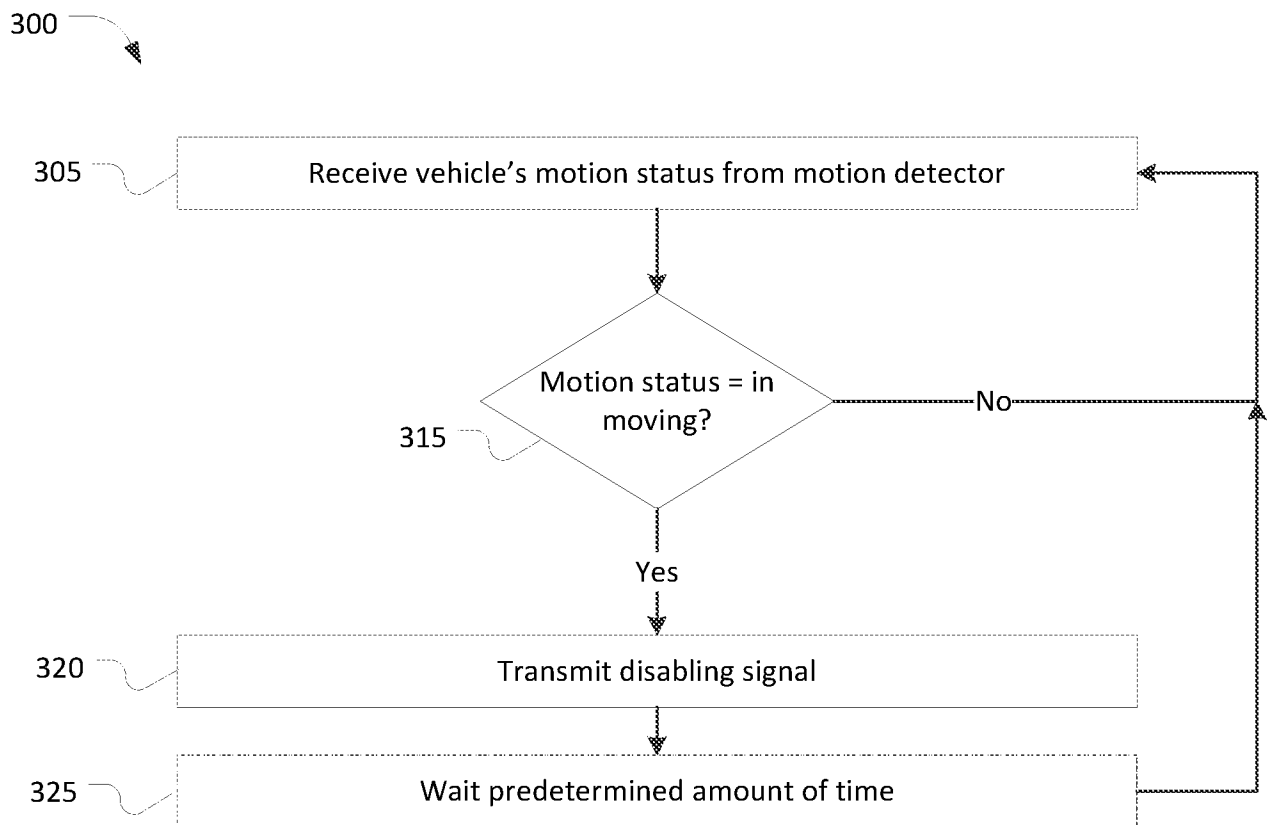 300
305
Receive vehicle's motion status from motion detector
Motion status = in
moving?
No
315
Yes
320
Transmit disabling signal
325
Wait predetermined amount of time